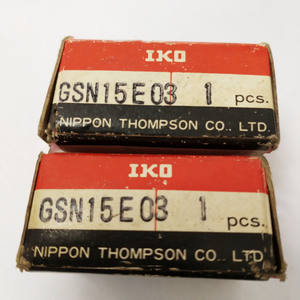 IKO
GSN15E03 1 pcs.
NIPPON THOMPSON CO., LTD
IKO
GSN15E03 1 pcs.
NIPPON THOMPSON CO., LTD